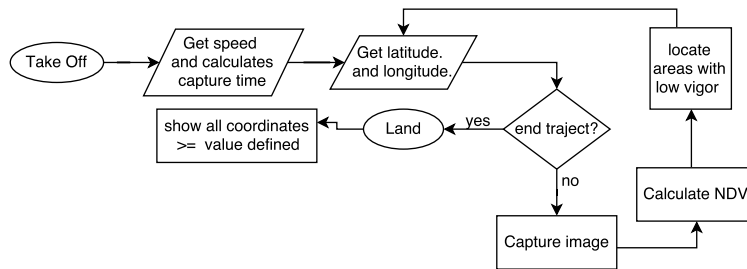 Take Off
Get speed
and calculates
capture time
Get latitude.
and longitude.
locate
areas with
low vigor
end traject?
yes
Land
show all coordinates
>= value defined
no
Capture image
Calculate NDV